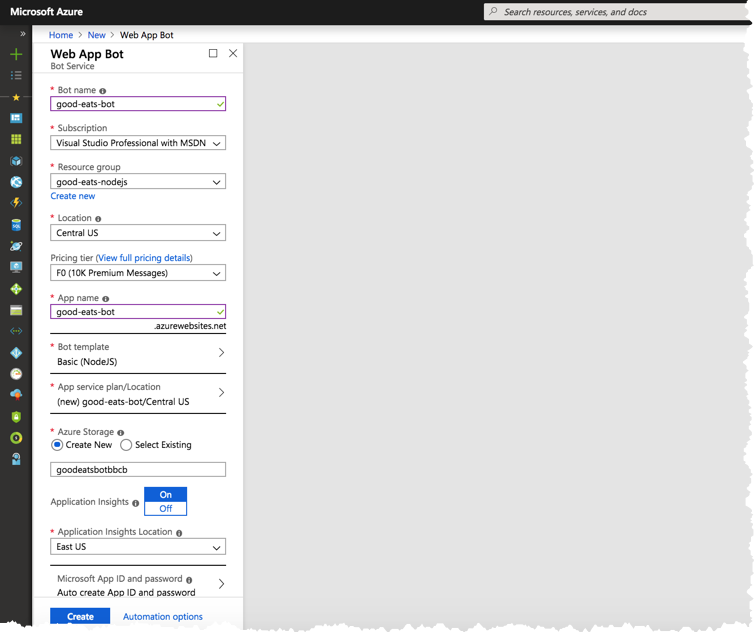 Microsoft Azure
Search resources, services, and docs
»
Home > New > Web App Bot
Web App Bot
Bot Service
* Bot name
good-eats-bot
* Subscription
Visual Studio Professional with MSDN
* Resource group
good-eats-nodejs
Create new
* Location
Central US
Pricing tier (View full pricing details)
F0 (10K Premium Messages)
* App name
good-eats-bot
.azurewebsites.net
* Bot template
Basic (NodeJS)
* App service plan/Location
(new) good-eats-bot/Central US
* Azure Storage
Create New Select Existing
goodeatsbotbbcb
Application Insights On
Off
* Application Insights Location
East US
Microsoft App ID and password
Auto create App ID and password
Create Automation options